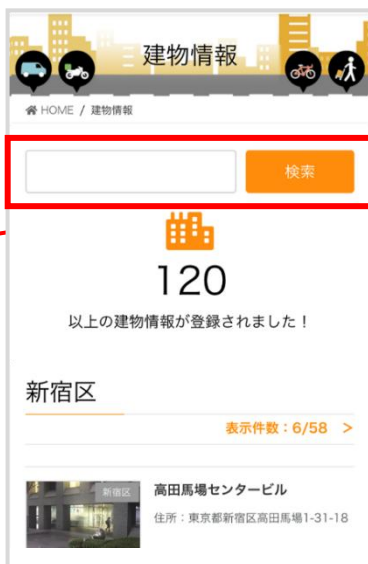 建物情報
HOME / 建物情報
検索
120
以上の建物情報が登録されました！
新宿区
表示件数：6/58 >
新宿区
高田馬場センタービル
住所：東京都新宿区高田馬場1-31-18